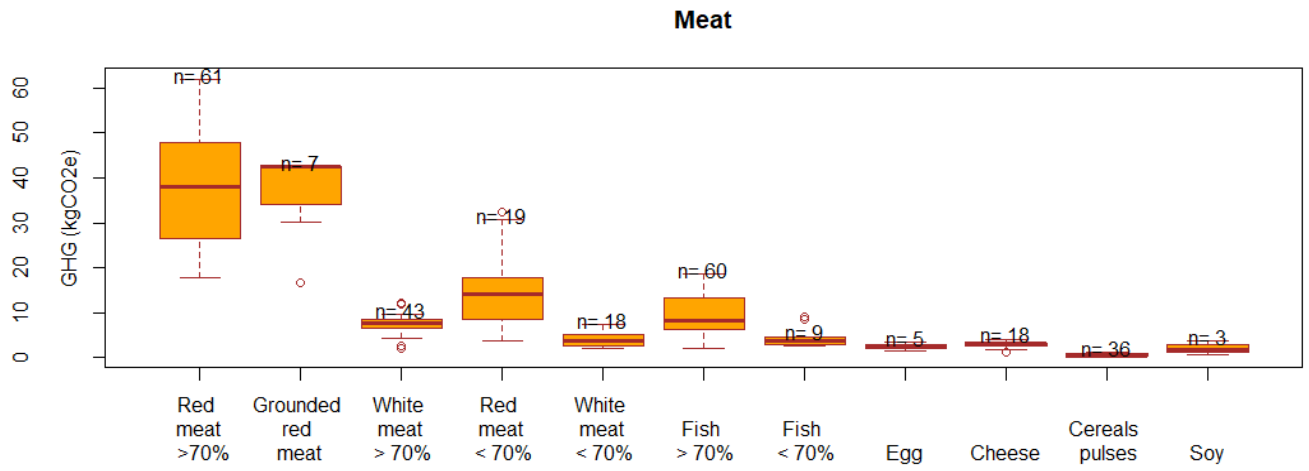 Meat
GHG (kgCO2e)
60
50
40
30
20
10
0
n= 61
n= 7
n= 43
n= 19
n= 18
n= 60
n= 9
n= 5
n= 18
n= 36
n= 3
Red
meat
>70%
Grounded
red
meat
White
meat
> 70%
Red
meat
< 70%
White
meat
< 70%
Fish
> 70%
Fish
< 70%
Egg
Cheese
Cereals
pulses
Soy